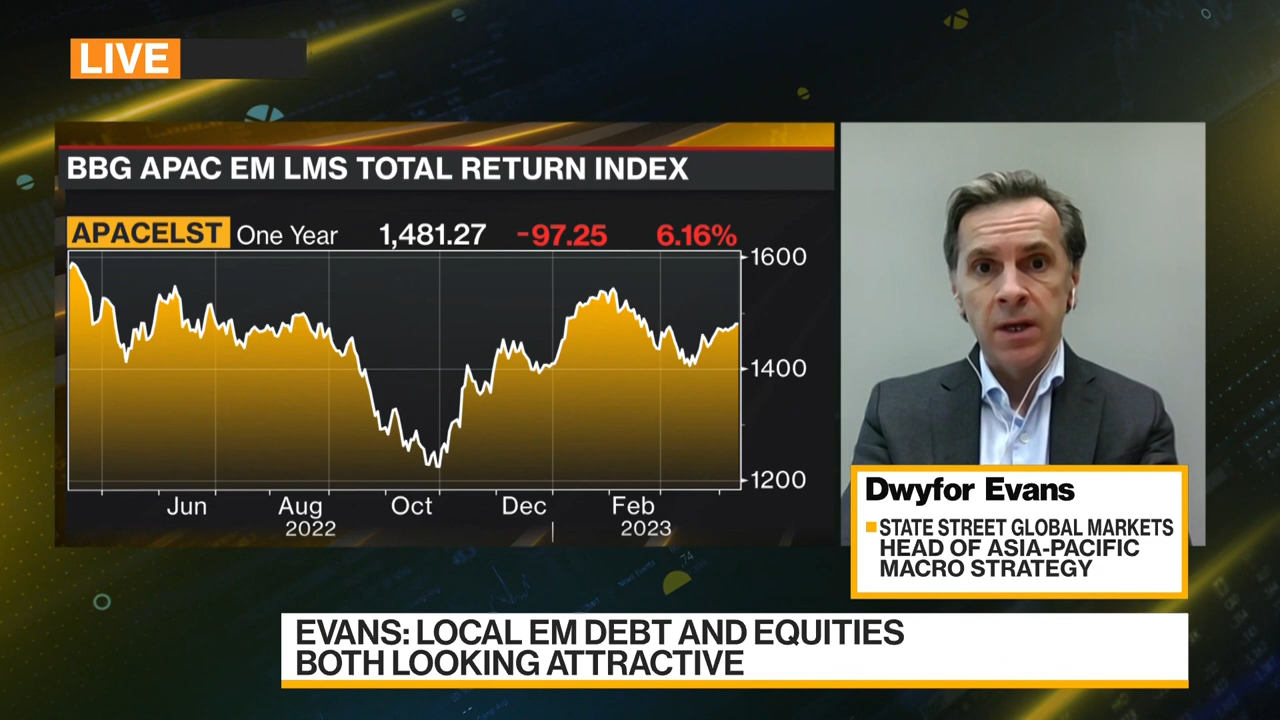 LIVE
BBG APAC EM LMS TOTAL RETURN INDEX
APACELST One Year 1,481.27 -97.25 6.16%
1600
1400
1200
Jun Aug Oct Dec Feb
2022 2023
Dwyfor Evans
STATE STREET GLOBAL MARKETS
HEAD OF ASIA-PACIFIC
MACRO STRATEGY
EVANS: LOCAL EM DEBT AND EQUITIES
BOTH LOOKING ATTRACTIVE